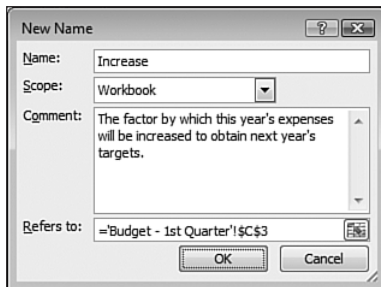 New Name
Name: Increase
Scope: Workbook
Comment: The factor by which this year's expenses
will be increased to obtain next year's
targets.
Refers to: ='Budget - 1st Quarter'!$C$3
OK Cancel